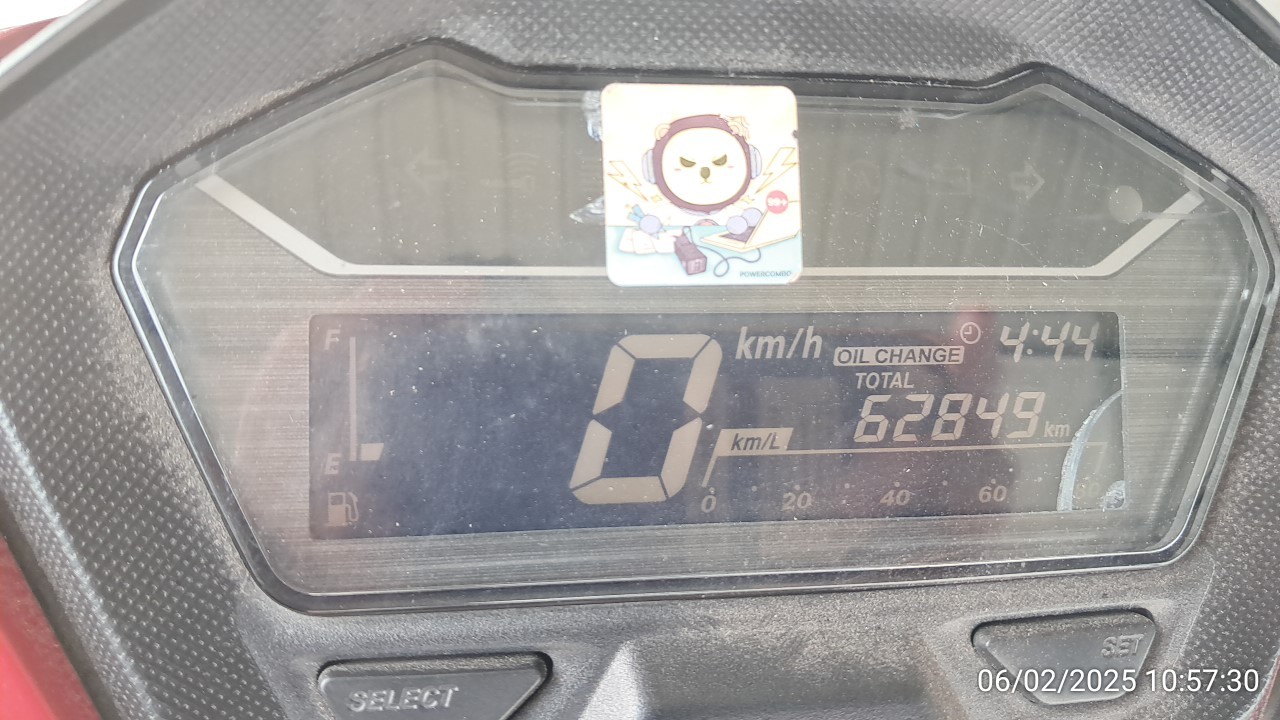 99+
POWERCOMBO
F
E
0 km/h
OIL CHANGE
4:44
TOTAL
62849 km
km/L
0 20 40 60
SELECT
SET
06/02/2025 10:57:30